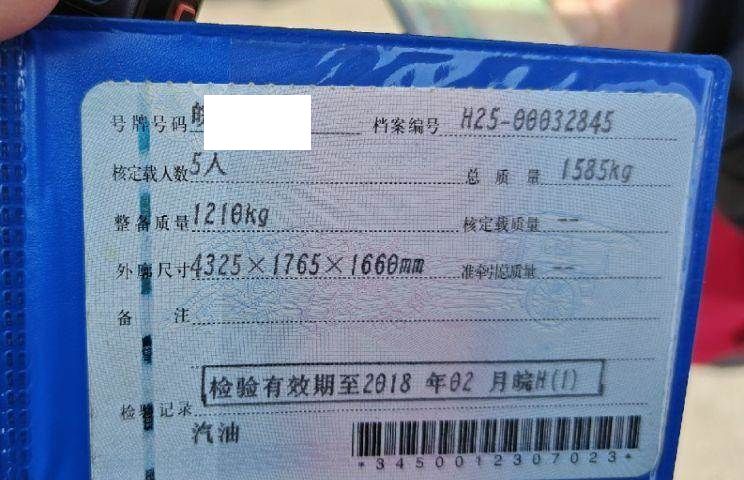 号牌号码 皖 档案编号 H25-00032845
核定载人数 5人 总质量 1585kg
整备质量 1210kg 核定载质量 --
外廓尺寸 4325×1765×1660mm 准牵引总质量 --
备注
检验有效期至2018 年02 月皖H(1)
检验记录
汽油
*3450012307023*